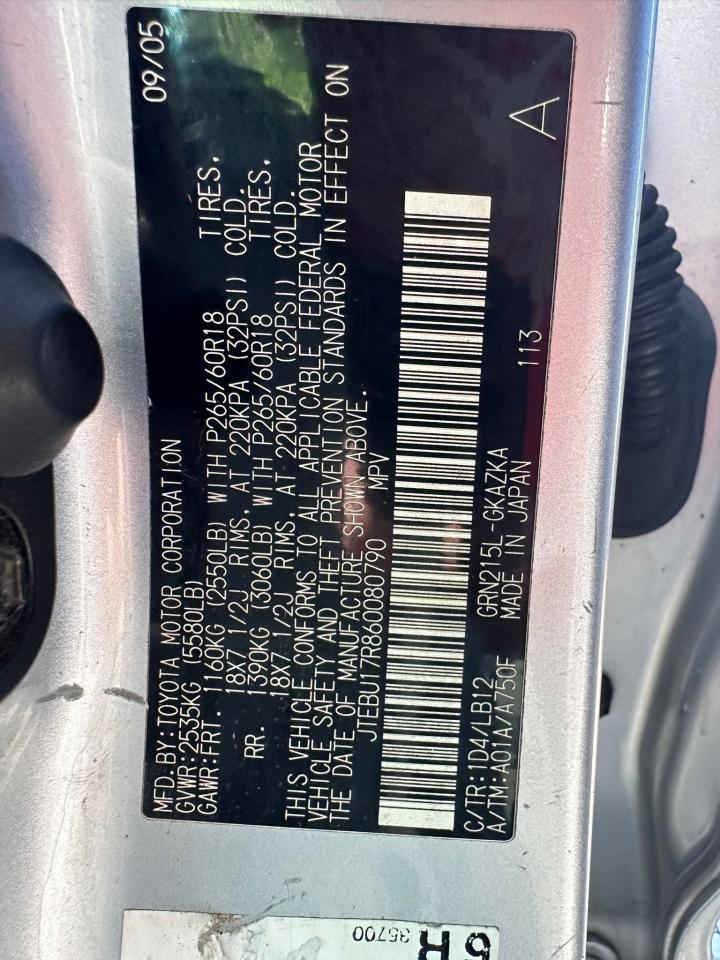 MFD.BY:TOYOTA MOTOR CORPORATION 09/05
GVWR:2535KG (5580LB)
GAWR:FRT. 1160KG (2550LB) WITH P265/60R18 TIRES,
18X7 1/2J RIMS, AT 220KPA (32PSI) COLD.
RR. 1390KG (3060LB) WITH P265/60R18 TIRES,
18X7 1/2J RIMS, AT 220KPA (32PSI) COLD.
THIS VEHICLE CONFORMS TO ALL APPLICABLE FEDERAL MOTOR
VEHICLE SAFETY AND THEFT PREVENTION STANDARDS IN EFFECT ON
THE DATE OF MANUFACTURE SHOWN ABOVE.
JTEBU17R860080790 MPV
C/TR:1D4/LB12 GRN215L-GKAZKA 113
A/TM:A01A/A750F MADE IN JAPAN
A
35700
6R